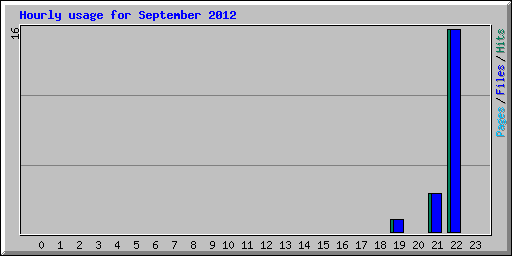 Hourly usage for September 2012
16
Pages/Files/Hits
0 1 2 3 4 5 6 7 8 9 10 11 12 13 14 15 16 17 18 19 20 21 22 23